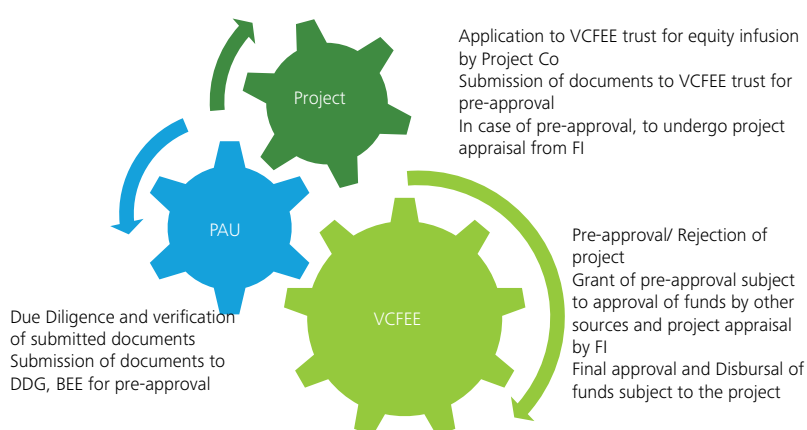 Application to VCFEE trust for equity infusion
by Project Co
Submission of documents to VCFEE trust for
pre-approval
In case of pre-approval, to undergo project
appraisal from FI
Project
PAU
VCFEE
Pre-approval/ Rejection of
project
Grant of pre-approval subject
to approval of funds by other
sources and project appraisal
by FI
Final approval and Disbursal of
funds subject to the project
Due Diligence and verification
of submitted documents
Submission of documents to
DDG, BEE for pre-approval